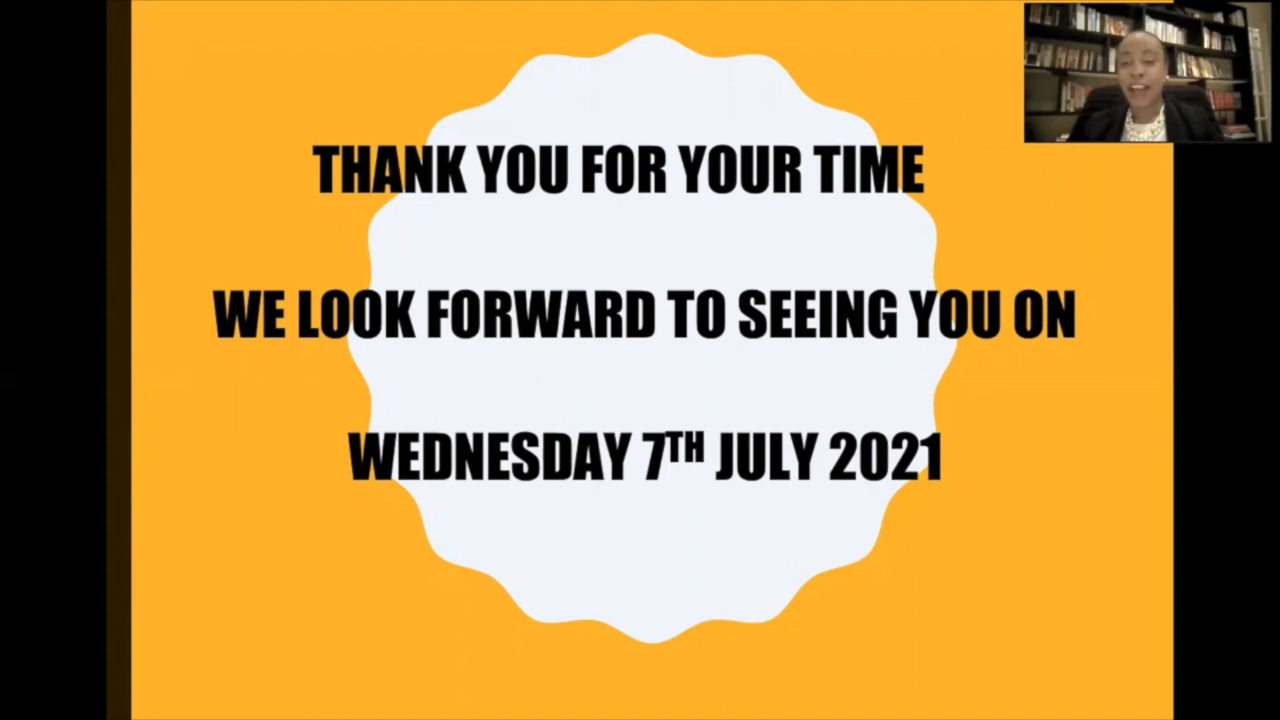 THANK YOU FOR YOUR TIME
WE LOOK FORWARD TO SEEING YOU ON
WEDNESDAY 7TH JULY 2021